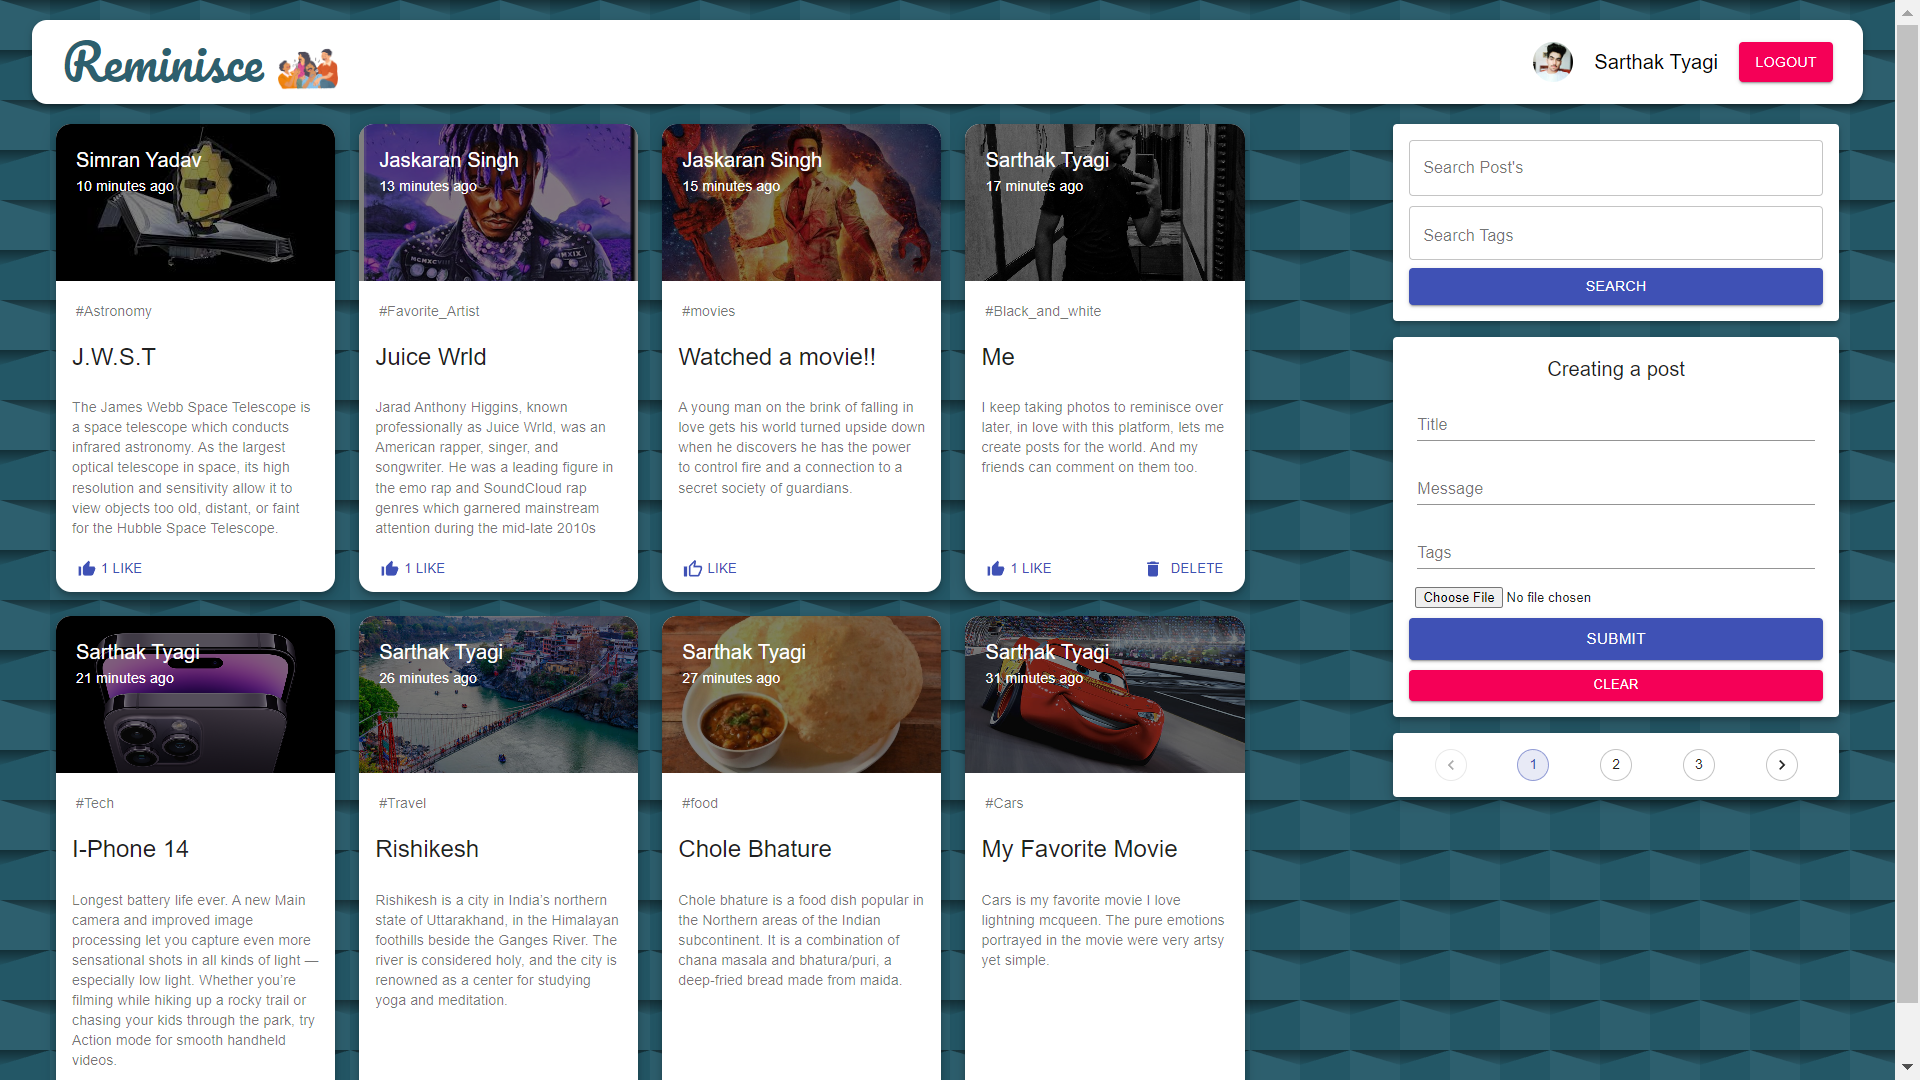 Reminisce
Sarthak Tyagi
LOGOUT
Simran Yadav
10 minutes ago
#Astronomy
J.W.S.T
The James Webb Space Telescope is
a space telescope which conducts
infrared astronomy. As the largest
optical telescope in space, its high
resolution and sensitivity allow it to
view objects too old, distant, or faint
for the Hubble Space Telescope.
1 LIKE
Jaskaran Singh
13 minutes ago
MCMXCVIII
MXIX
#Favorite_Artist
Juice Wrld
Jarad Anthony Higgins, known
professionally as Juice Wrld, was an
American rapper, singer, and
songwriter. He was a leading figure in
the emo rap and SoundCloud rap
genres which garnered mainstream
attention during the mid-late 2010s
1 LIKE
Jaskaran Singh
15 minutes ago
#movies
Watched a movie!!
A young man on the brink of falling in
love gets his world turned upside down
when he discovers he has the power
to control fire and a connection to a
secret society of guardians.
LIKE
Sarthak Tyagi
17 minutes ago
#Black_and_white
Me
I keep taking photos to reminisce over
later, in love with this platform, lets me
create posts for the world. And my
friends can comment on them too.
1 LIKE
DELETE
Sarthak Tyagi
21 minutes ago
#Tech
I-Phone 14
Longest battery life ever. A new Main
camera and improved image
processing let you capture even more
sensational shots in all kinds of light —
especially low light. Whether you're
filming while hiking up a rocky trail or
chasing your kids through the park, try
Action mode for smooth handheld
videos.
Sarthak Tyagi
26 minutes ago
#Travel
Rishikesh
Rishikesh is a city in India's northern
state of Uttarakhand, in the Himalayan
foothills beside the Ganges River. The
river is considered holy, and the city is
renowned as a center for studying
yoga and meditation.
Sarthak Tyagi
27 minutes ago
#food
Chole Bhature
Chole bhature is a food dish popular in
the Northern areas of the Indian
subcontinent. It is a combination of
chana masala and bhatura/puri, a
deep-fried bread made from maida.
Sarthak Tyagi
31 minutes ago
#Cars
My Favorite Movie
Cars is my favorite movie I love
lightning mcqueen. The pure emotions
portrayed in the movie were very artsy
yet simple.
Search Post's
Search Tags
SEARCH
Creating a post
Title
Message
Tags
Choose File No file chosen
SUBMIT
CLEAR
1 2 3